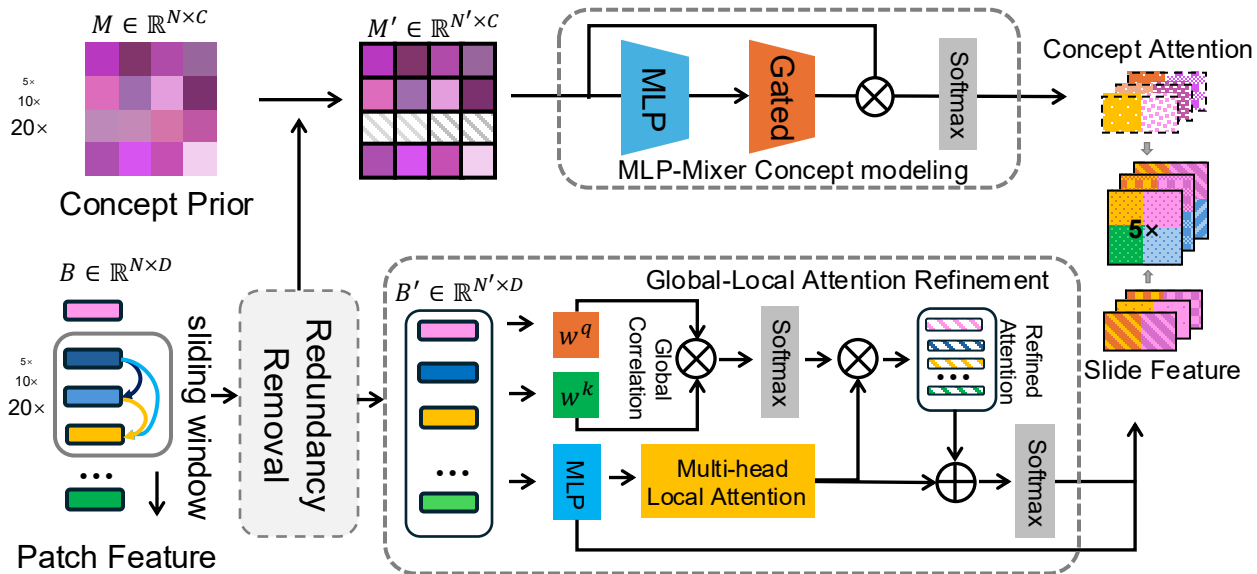 M ∈ ℝ^{N×C}
5×
10×
20×
Concept Prior
M′ ∈ ℝ^{N′×C}
MLP
Gated
Softmax
MLP-Mixer Concept modeling
Concept Attention
5×
Slide Feature
B ∈ ℝ^{N×D}
5×
10×
20×
...
Patch Feature
sliding window
Redundancy
Removal
B′ ∈ ℝ^{N′×D}
...
Global-Local Attention Refinement
w^q
w^k
Global
Correlation
Softmax
Refined
Attention
...
MLP
Multi-head
Local Attention
Softmax